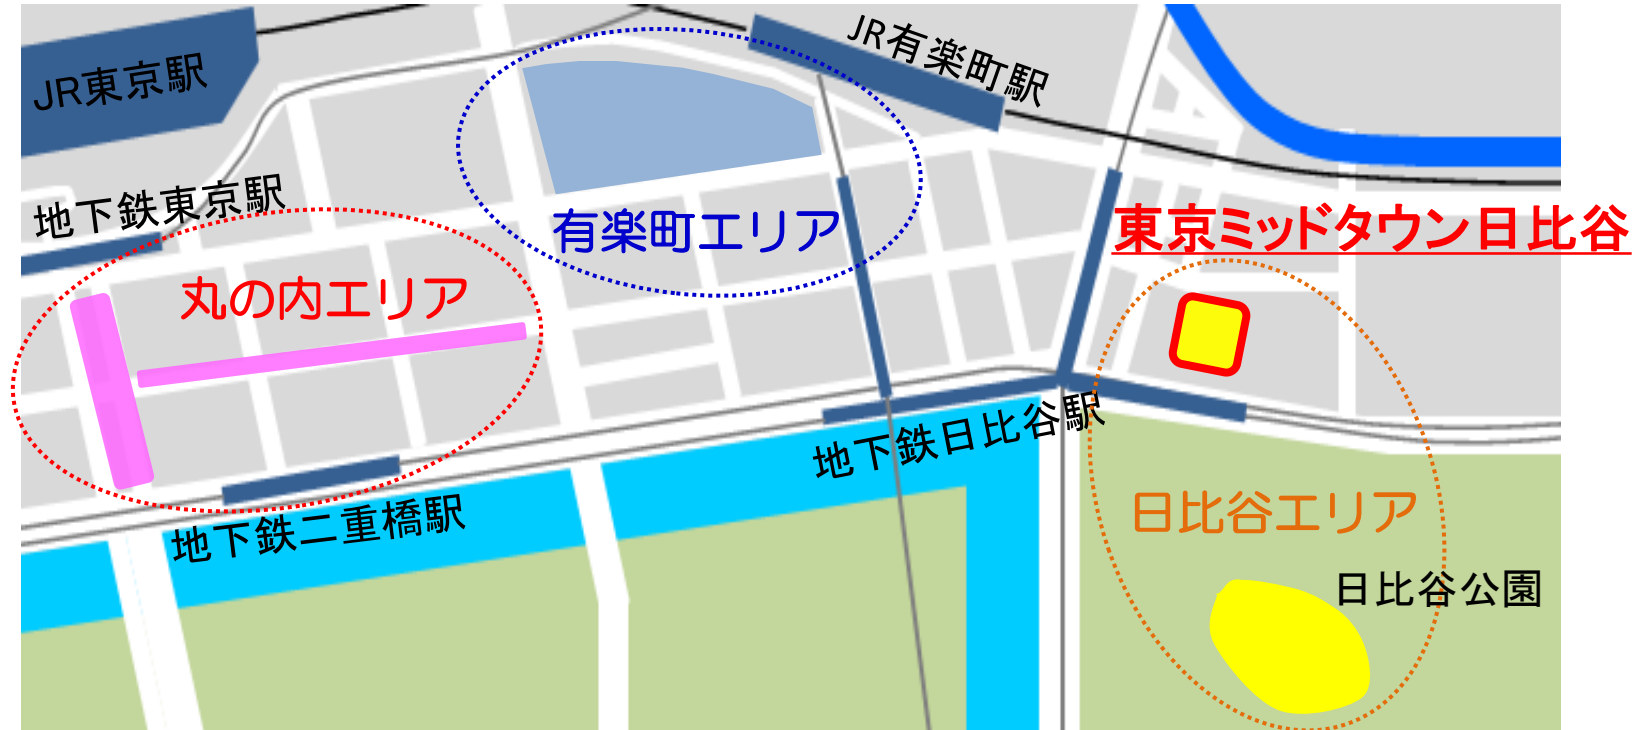 JR東京駅
JR有楽町駅
地下鉄東京駅
有楽町エリア
東京ミッドタウン日比谷
丸の内エリア
地下鉄日比谷駅
日比谷エリア
地下鉄二重橋駅
日比谷公園